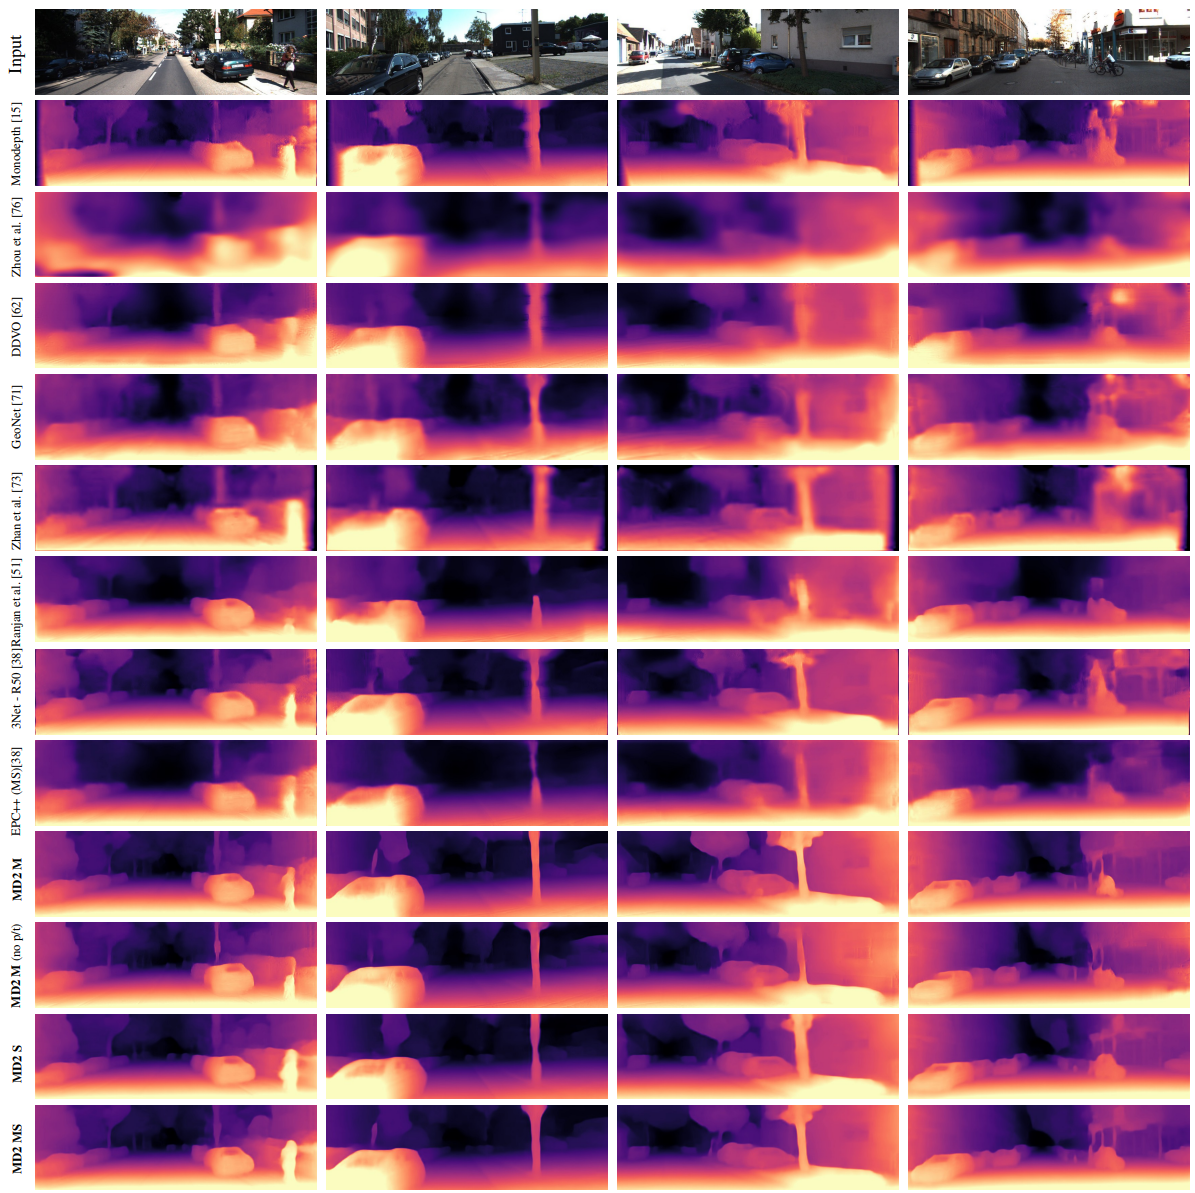 Input
Monodepth [15]
Zhou et al. [76]
DDVO [62]
GeoNet [71]
Zhan et al. [73]
Ranjan et al. [51]
3Net - R50 [38]
EPC++ (MS)[38]
MD2 M
MD2 M (no p/t)
MD2 S
MD2 MS